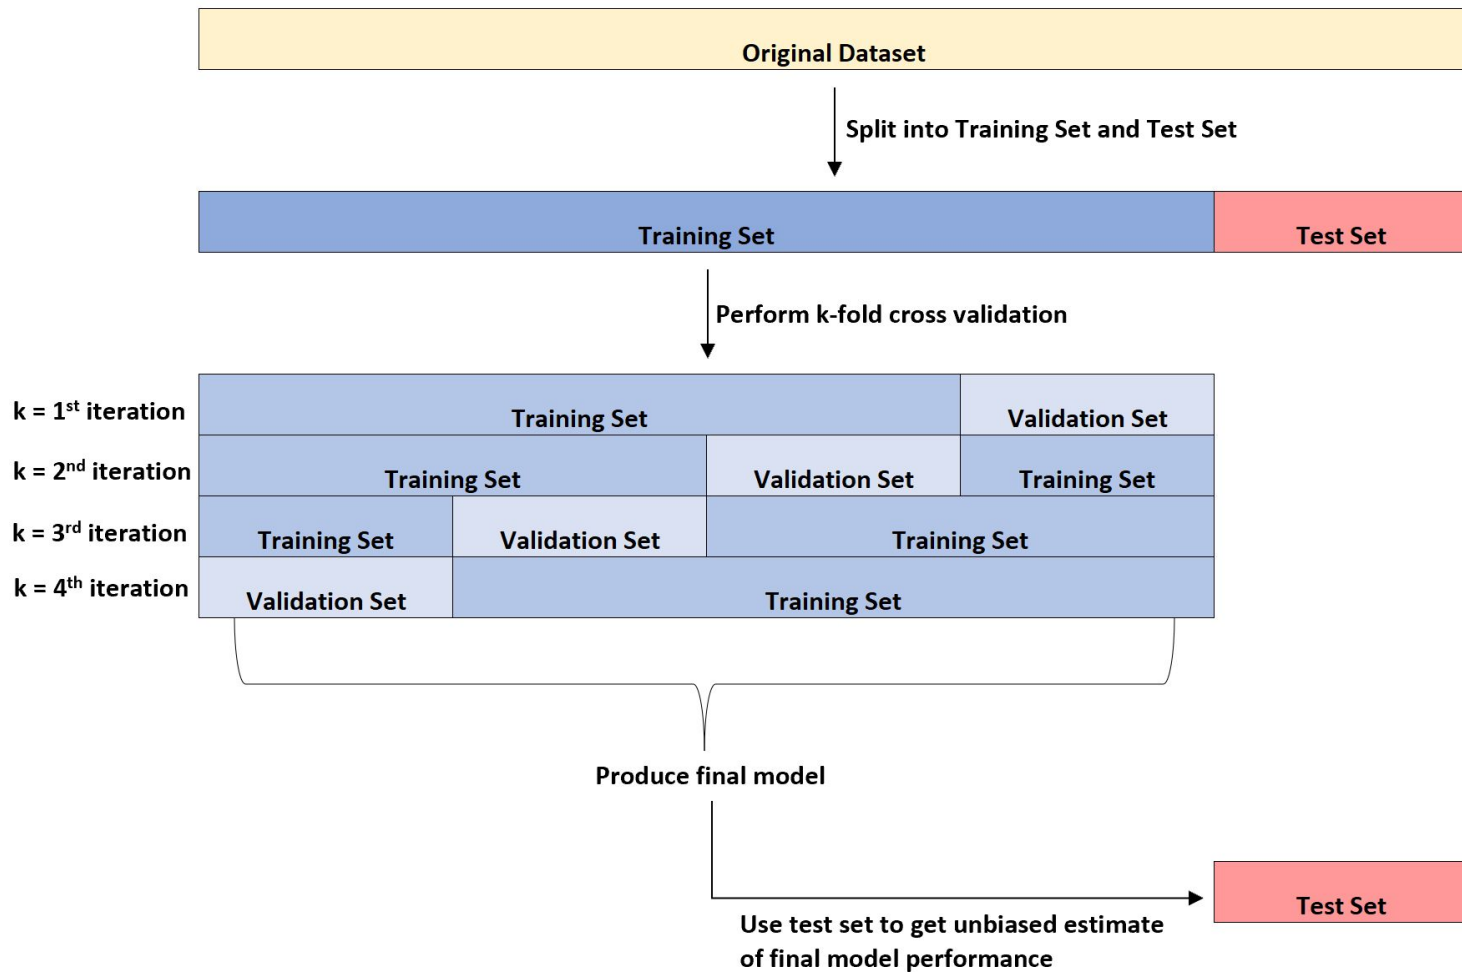 Original Dataset
Split into Training Set and Test Set
Training Set Test Set
Perform k-fold cross validation
k = 1st iteration Training Set Validation Set
k = 2nd iteration Training Set Validation Set Training Set
k = 3rd iteration Training Set Validation Set Training Set
k = 4th iteration Validation Set Training Set
Produce final model
Test Set
Use test set to get unbiased estimate
of final model performance